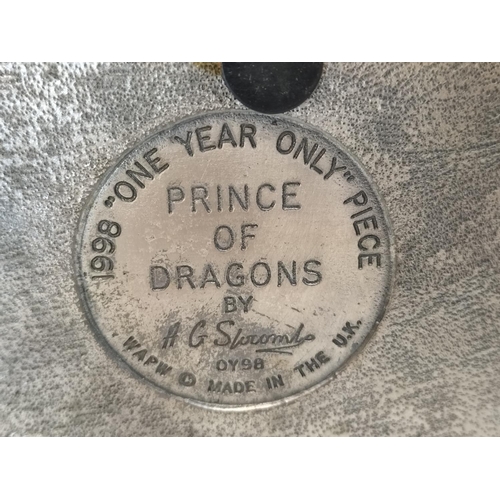 1998 "ONE YEAR ONLY" PIECE
PRINCE
OF
DRAGONS
BY
A G Slocombe
OY98
. WAPW © MADE IN THE U.K.